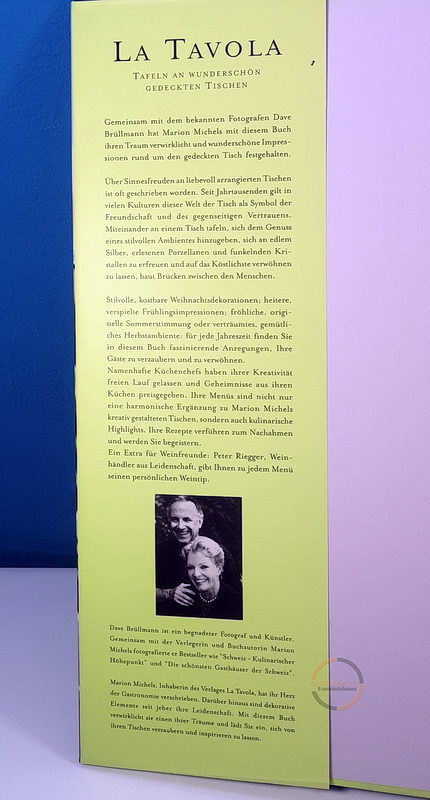 LA TAVOLA
TAFELN AN WUNDERSCHÖN
GEDECKTEN TISCHEN
Gemeinsam mit dem bekannten Fotografen Dave
Brüllmann hat Marion Michels mit diesem Buch
ihren Traum verwirklicht und wunderschöne Impres-
sionen rund um den gedeckten Tisch festgehalten.
Über Sinnesfreuden an liebevoll arrangierten Tischen
ist oft geschrieben worden. Seit Jahrtausenden gilt in
vielen Kulturen dieser Welt der Tisch als Symbol der
Freundschaft und des gegenseitigen Vertrauens.
Miteinander an einem Tisch tafeln, sich dem Genuss
eines stilvollen Ambientes hinzugeben, sich an edlem
Silber, erlesenen Porzellanen und funkelnden Kri-
stallen zu erfreuen und auf das Köstlichste verwöhnen
zu lassen, baut Brücken zwischen den Menschen.
Stilvolle, kostbare Weihnachtsdekorationen; heitere,
verspielte Frühlingsimpressionen; fröhliche, origi-
nelle Sommerstimmung oder verträumtes, gemütli-
ches Herbstambiente: für jede Jahreszeit finden Sie
in diesem Buch faszinierende Anregungen, Ihre
Gäste zu verzaubern und zu verwöhnen.
Namenhafte Küchenchefs haben ihrer Kreativität
freien Lauf gelassen und Geheimnisse aus ihren
Küchen preisgegeben. Ihre Menüs sind nicht nur
eine harmonische Ergänzung zu Marion Michels
kreativ gestalteten Tischen, sondern auch kulinarische
Highlights. Ihre Rezepte verführen zum Nachahmen
und werden Sie begeistern.
Ein Extra für Weinfreunde: Peter Riegger, Wein-
händler aus Leidenschaft, gibt Ihnen zu jedem Menü
seinen persönlichen Weintip.
Dave Brüllmann ist ein begnadeter Fotograf und Künstler.
Gemeinsam mit der Verlegerin und Buchautorin Marion
Michels fotografierte er Bestseller wie "Schweiz - Kulinarischer
Höhepunkt" und "Die schönsten Gasthäuser der Schweiz".
Marion Michels, Inhaberin des Verlages La Tavola, hat ihr Herz
der Gastronomie verschrieben. Darüber hinaus sind dekorative
Elemente seit jeher ihre Leidenschaft. Mit diesem Buch
verwirklicht sie einen ihrer Träume und lädt Sie ein, sich von
ihren Tischen verzaubern und inspirieren zu lassen.